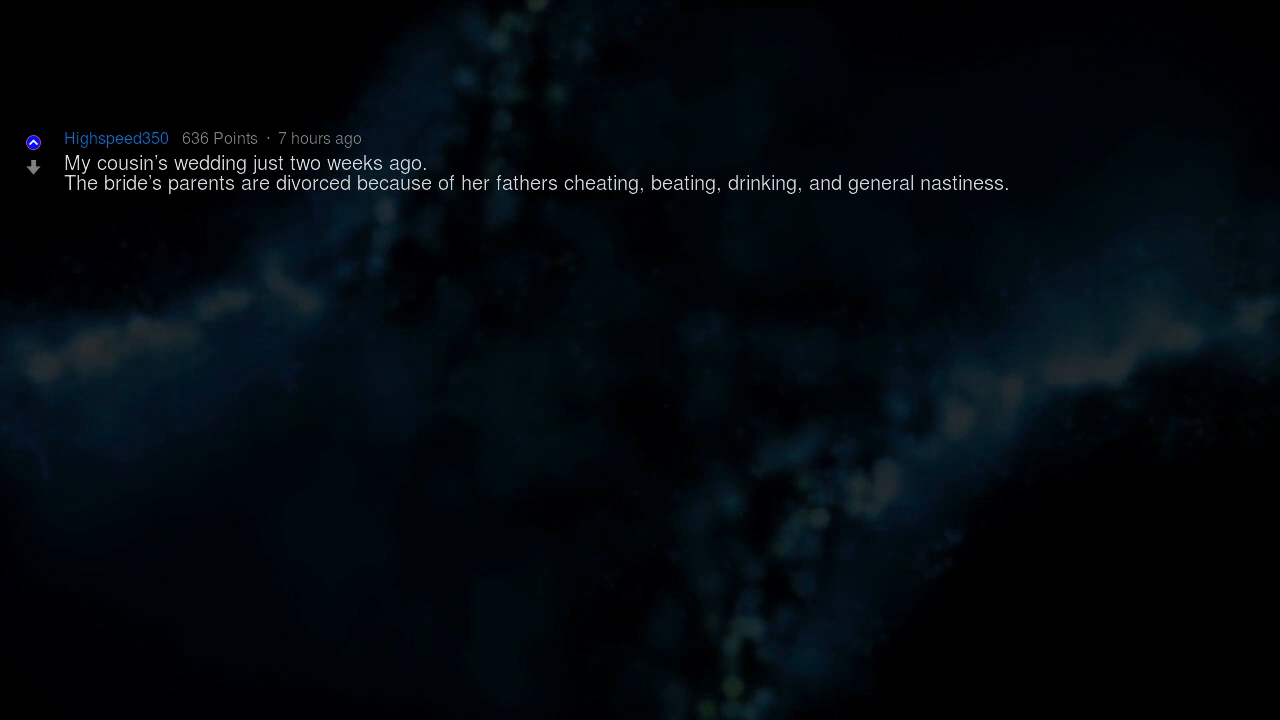 Highspeed350 636 Points · 7 hours ago
My cousin's wedding just two weeks ago.
The bride's parents are divorced because of her fathers cheating, beating, drinking, and general nastiness.